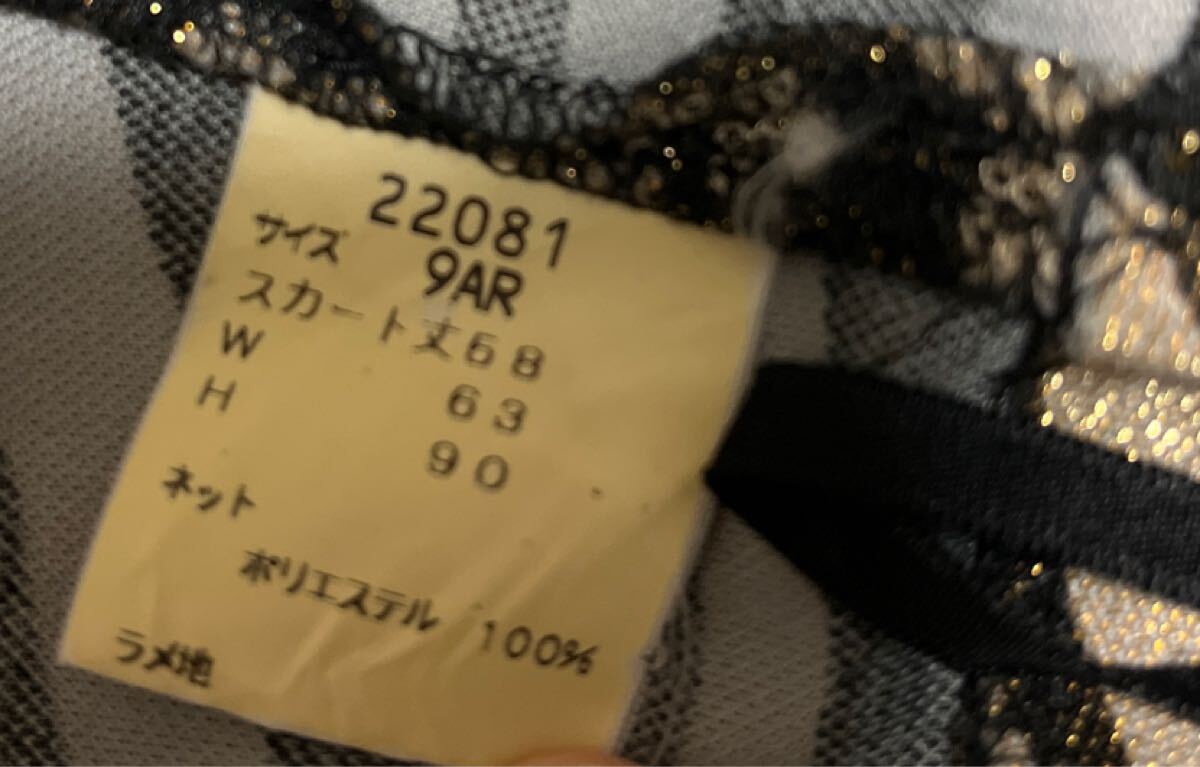 22081
サイズ 9AR
スカート丈68
W 63
H 90
ネット
ポリエステル 100%
ラメ地